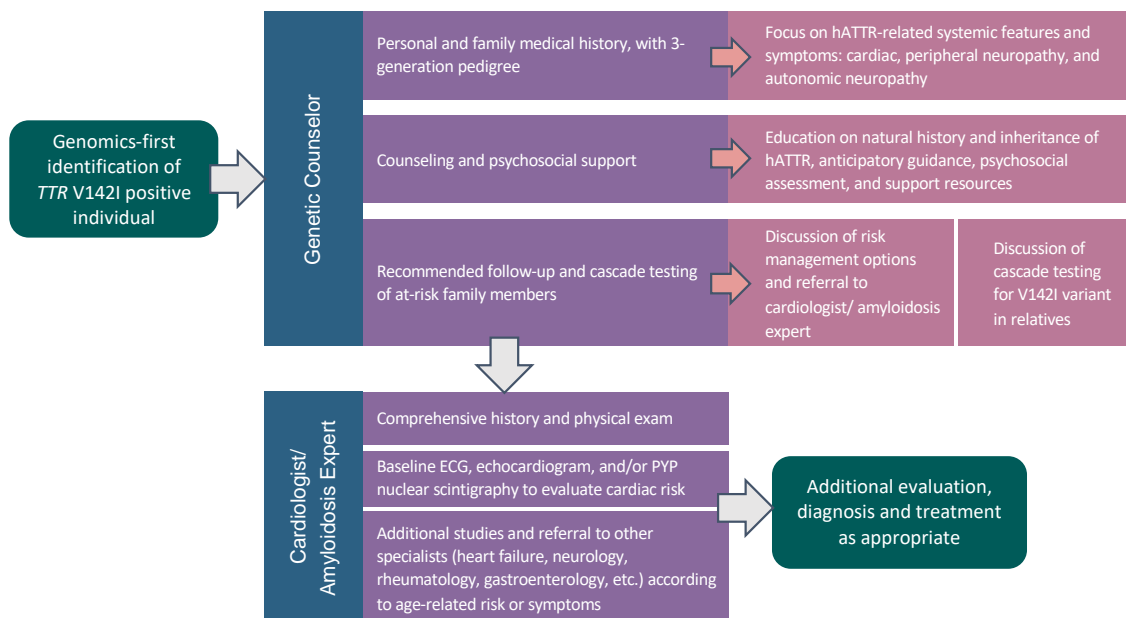 Genomics-first
identification of
TTR V142I positive
individual
Genetic Counselor
Personal and family medical history, with 3-
generation pedigree
Focus on hATTR-related systemic features and
symptoms: cardiac, peripheral neuropathy, and
autonomic neuropathy
Counseling and psychosocial support
Education on natural history and inheritance of
hATTR, anticipatory guidance, psychosocial
assessment, and support resources
Recommended follow-up and cascade testing
of at-risk family members
Discussion of risk
management options
and referral to
cardiologist/ amyloidosis
expert
Discussion of
cascade testing
for V142I variant
in relatives
Cardiologist/
Amyloidosis Expert
Comprehensive history and physical exam
Baseline ECG, echocardiogram, and/or PYP
nuclear scintigraphy to evaluate cardiac risk
Additional studies and referral to other
specialists (heart failure, neurology,
rheumatology, gastroenterology, etc.) according
to age-related risk or symptoms
Additional evaluation,
diagnosis and treatment
as appropriate